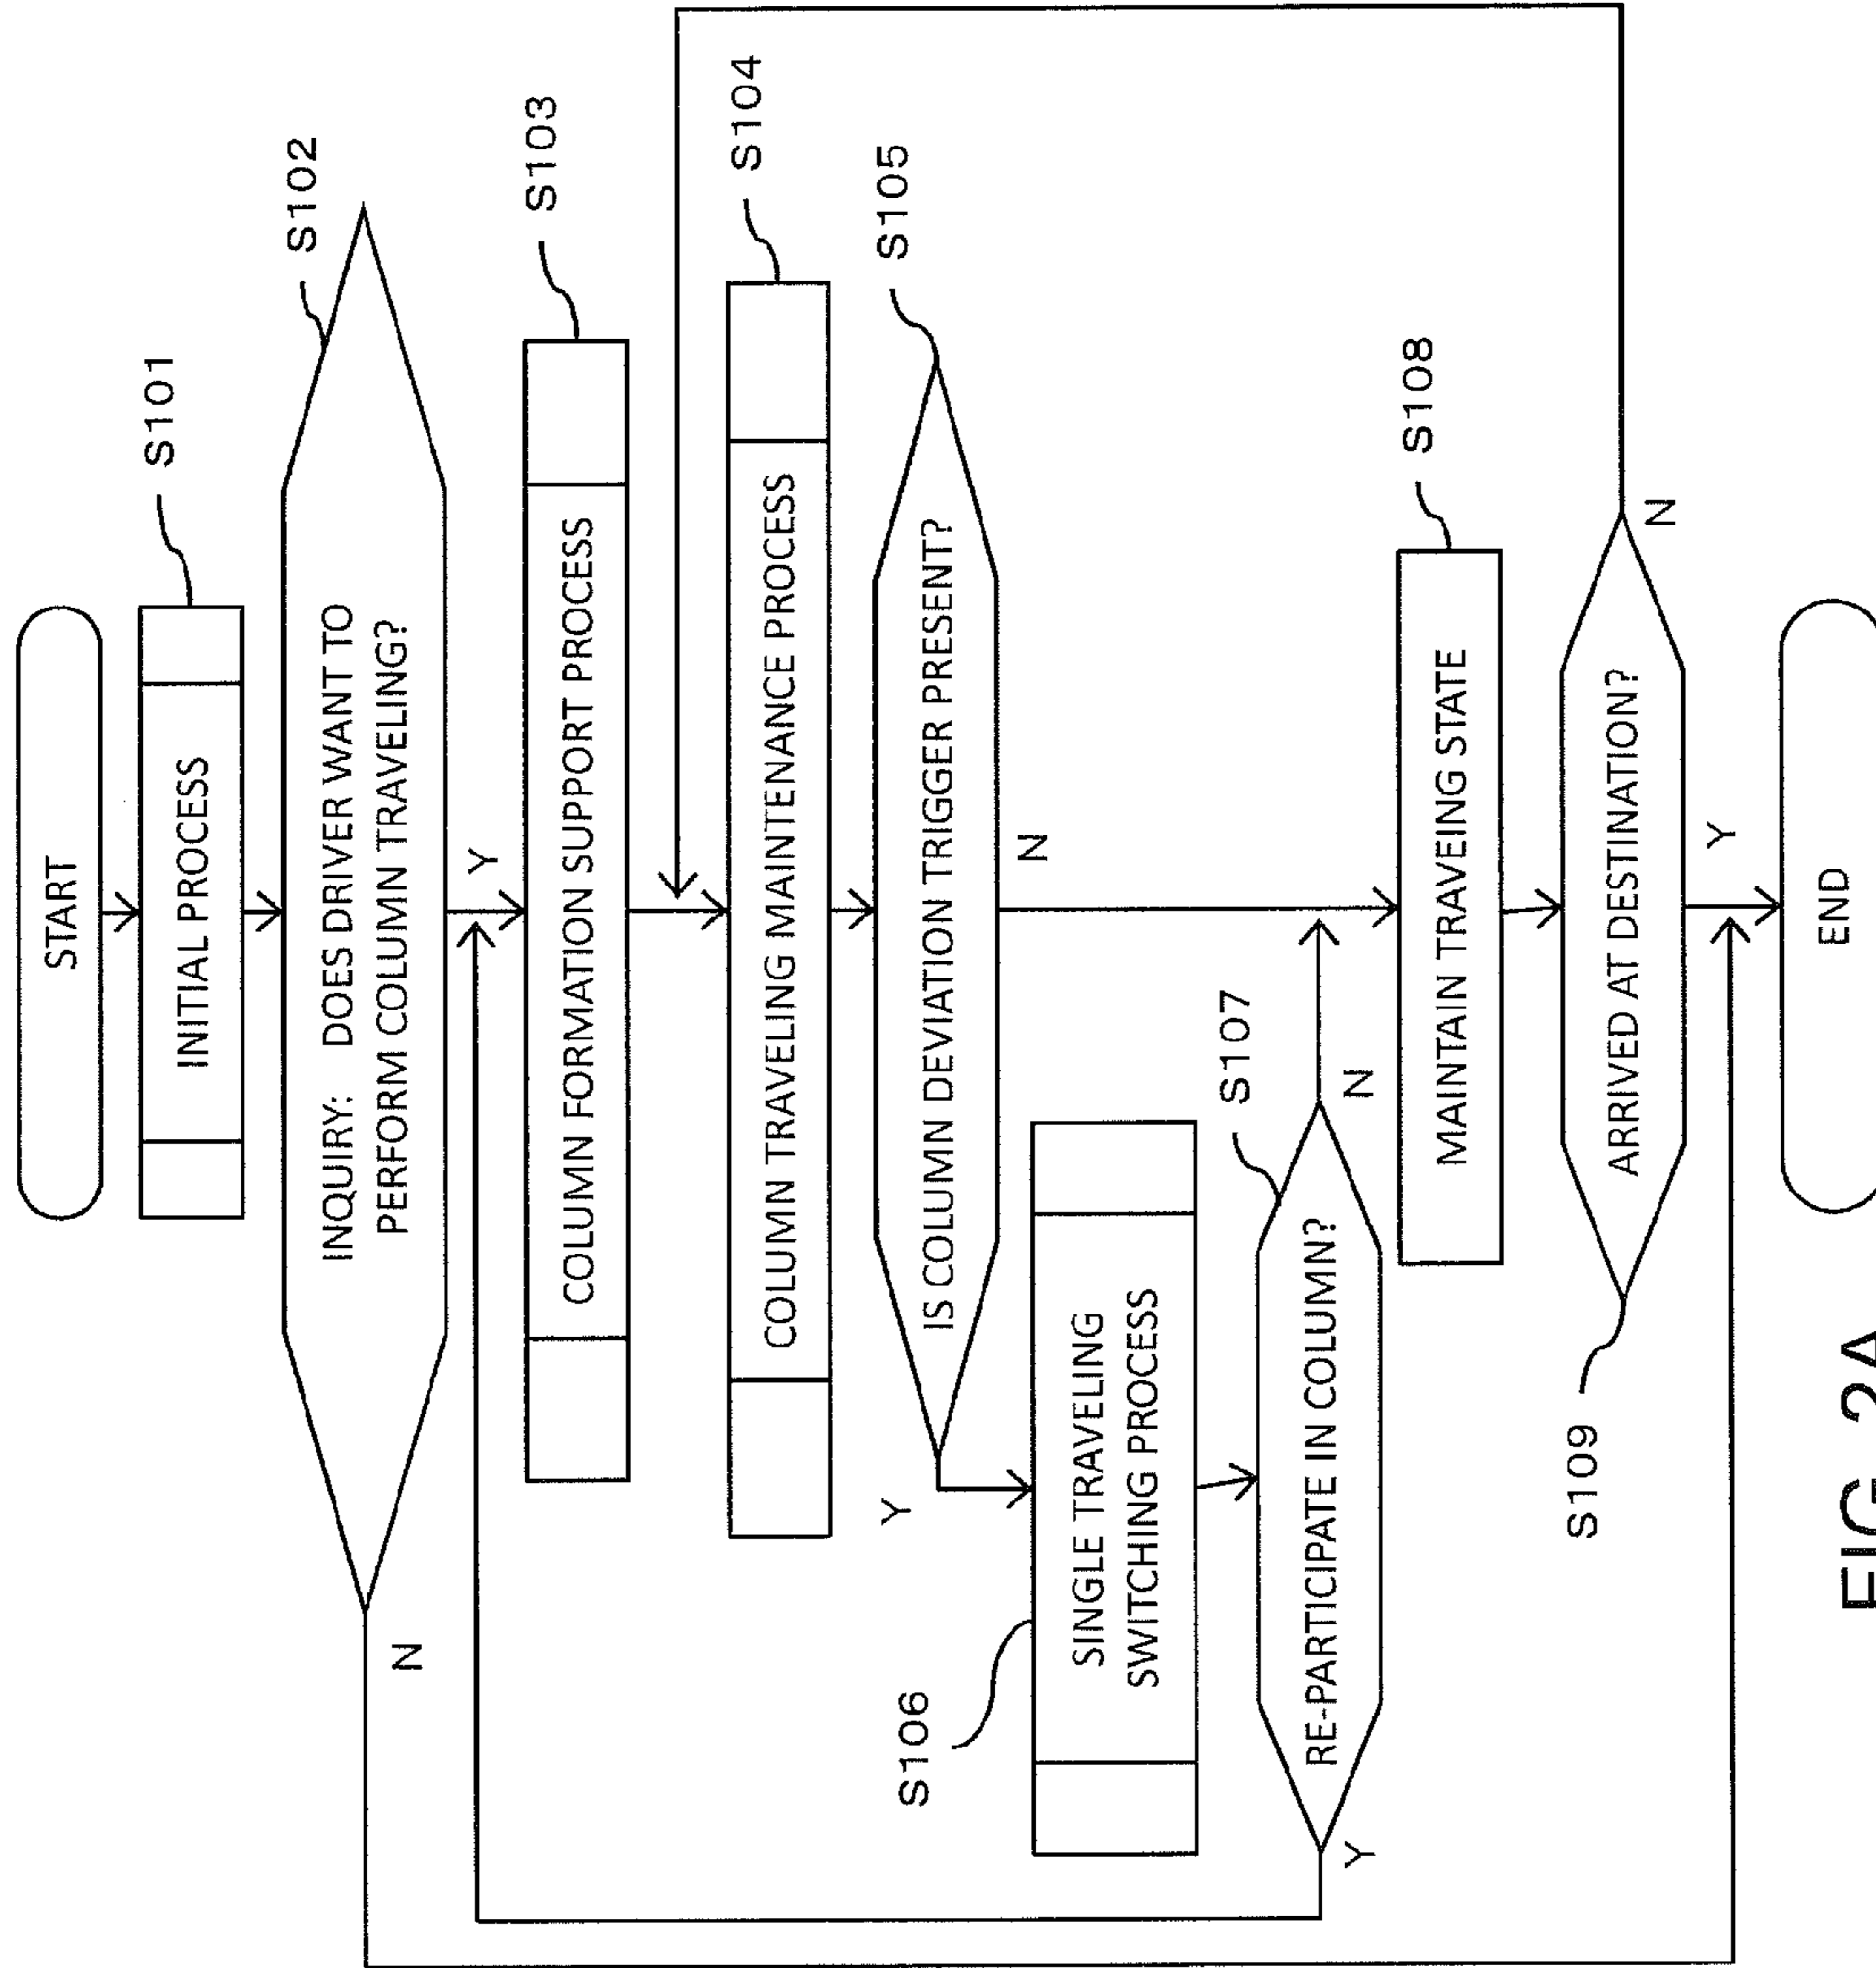 START
INITIAL PROCESS
S101
INQUIRY: DOES DRIVER WANT TO
PERFORM COLUMN TRAVELING?
S102
N
Y
COLUMN FORMATION SUPPORT PROCESS
S103
COLUMN TRAVELING MAINTENANCE PROCESS
S104
IS COLUMN DEVIATION TRIGGER PRESENT?
S105
Y
N
S106
SINGLE TRAVELING
SWITCHING PROCESS
S107
RE-PARTICIPATE IN COLUMN?
Y
N
MAINTAIN TRAVEING STATE
S108
ARRIVED AT DESTINATION?
S109
N
Y
END
FIG. 2A